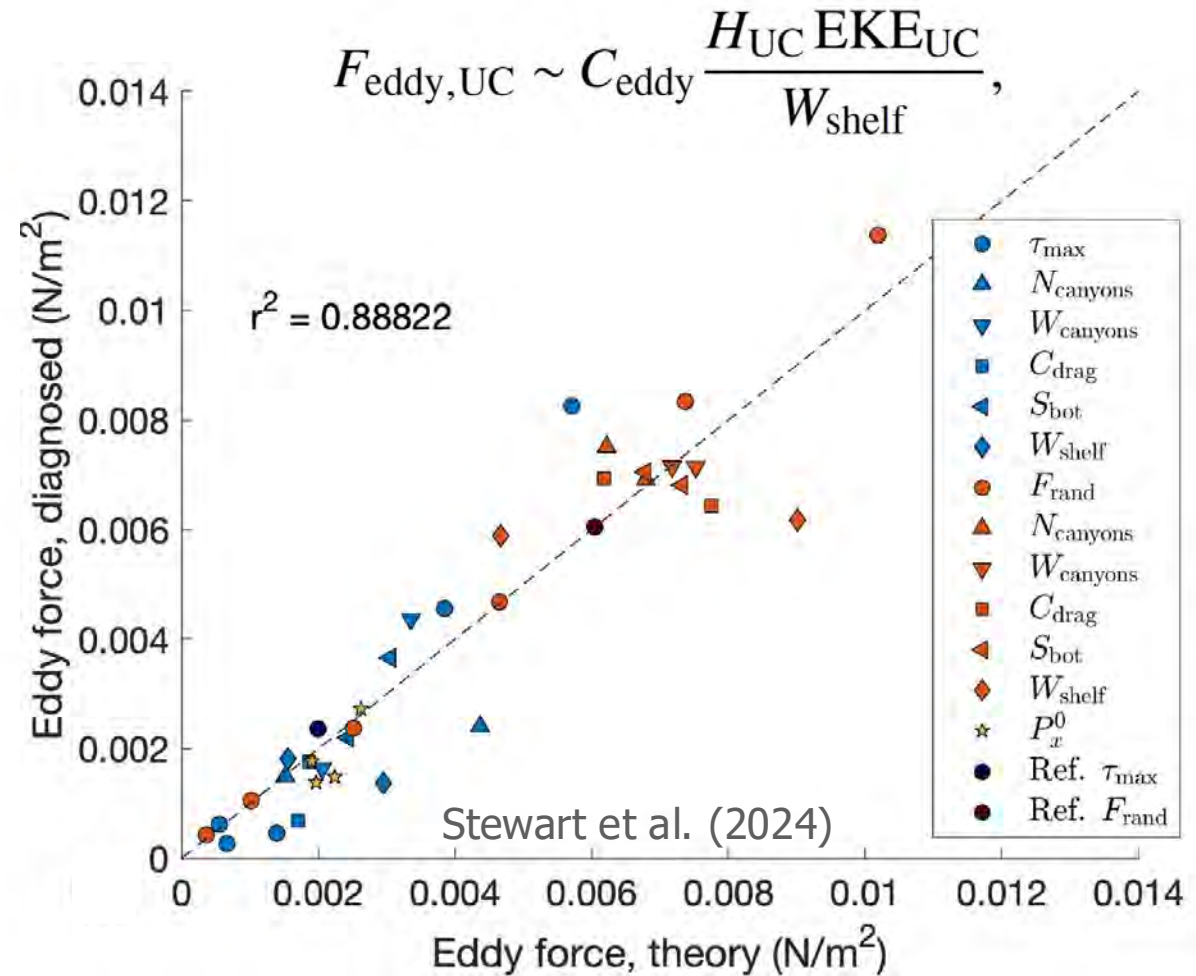 F_eddy,UC ∼ C_eddy H_UC EKE_UC / W_shelf,
Eddy force, diagnosed (N/m²)
0.014
0.012
0.01
0.008
0.006
0.004
0.002
0
r² = 0.88822
τ_max
N_canyons
W_canyons
C_drag
S_bot
W_shelf
F_rand
N_canyons
W_canyons
C_drag
S_bot
W_shelf
P_x^0
Ref. τ_max
Ref. F_rand
Stewart et al. (2024)
0 0.002 0.004 0.006 0.008 0.01 0.012 0.014
Eddy force, theory (N/m²)